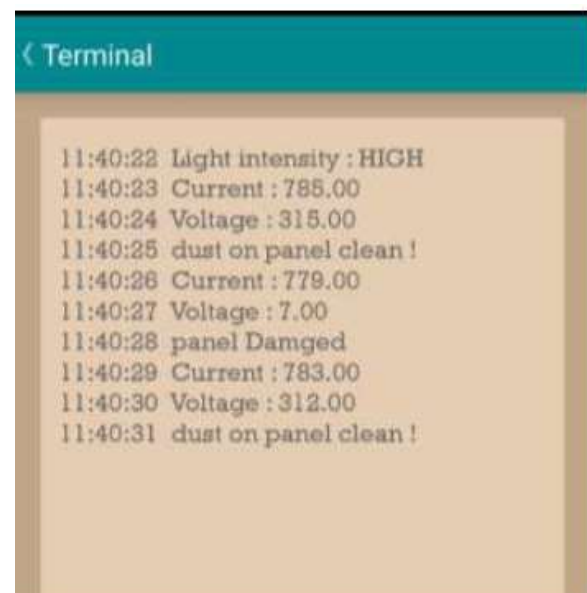 Terminal
11:40:22 Light intensity : HIGH
11:40:23 Current : 785.00
11:40:24 Voltage : 315.00
11:40:25 dust on panel clean !
11:40:26 Current : 779.00
11:40:27 Voltage : 7.00
11:40:28 panel Damged
11:40:29 Current : 783.00
11:40:30 Voltage : 312.00
11:40:31 dust on panel clean !